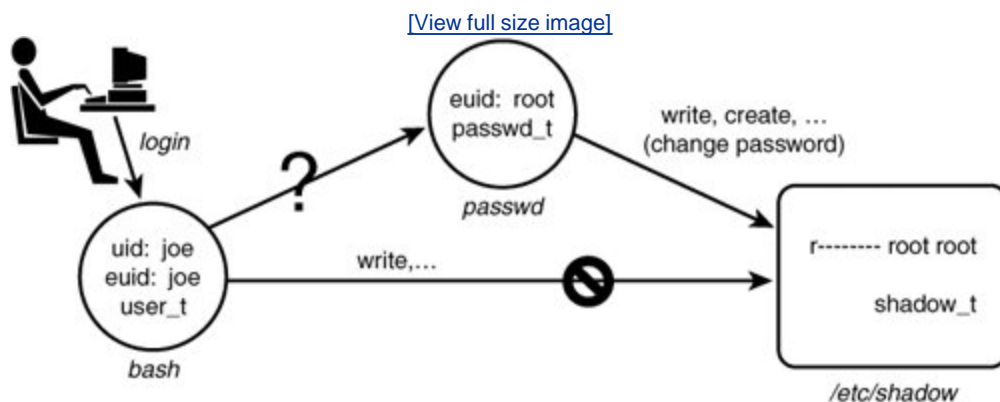 [View full size image]
login
uid: joe
euid: joe
user_t
bash
?
euid: root
passwd_t
passwd
write, create, ...
(change password)
write,...
r-------- root root
shadow_t
/etc/shadow